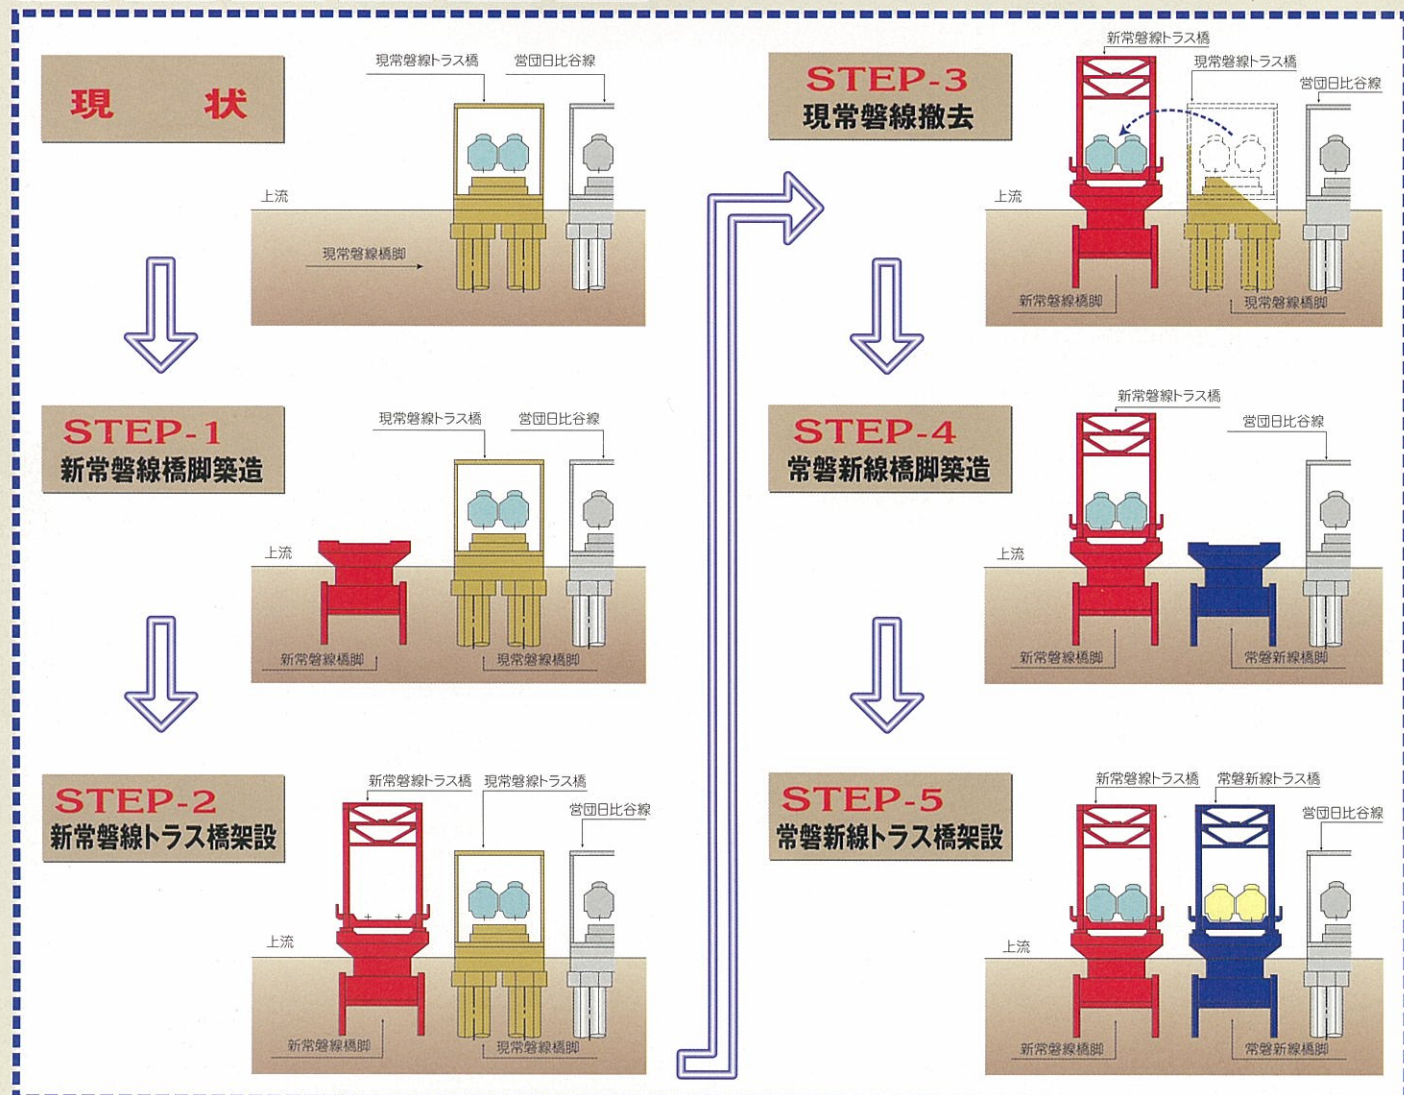 現 状
現常磐線トラス橋
営団日比谷線
上流
現常磐線橋脚
STEP-1
新常磐線橋脚築造
現常磐線トラス橋
営団日比谷線
上流
新常磐線橋脚
現常磐線橋脚
STEP-2
新常磐線トラス橋架設
新常磐線トラス橋
現常磐線トラス橋
営団日比谷線
上流
新常磐線橋脚
現常磐線橋脚
STEP-3
現常磐線撤去
新常磐線トラス橋
現常磐線トラス橋
営団日比谷線
上流
新常磐線橋脚
現常磐線橋脚
STEP-4
常磐新線橋脚築造
新常磐線トラス橋
営団日比谷線
上流
新常磐線橋脚
常磐新線橋脚
STEP-5
常磐新線トラス橋架設
新常磐線トラス橋
常磐新線トラス橋
営団日比谷線
上流
新常磐線橋脚
常磐新線橋脚